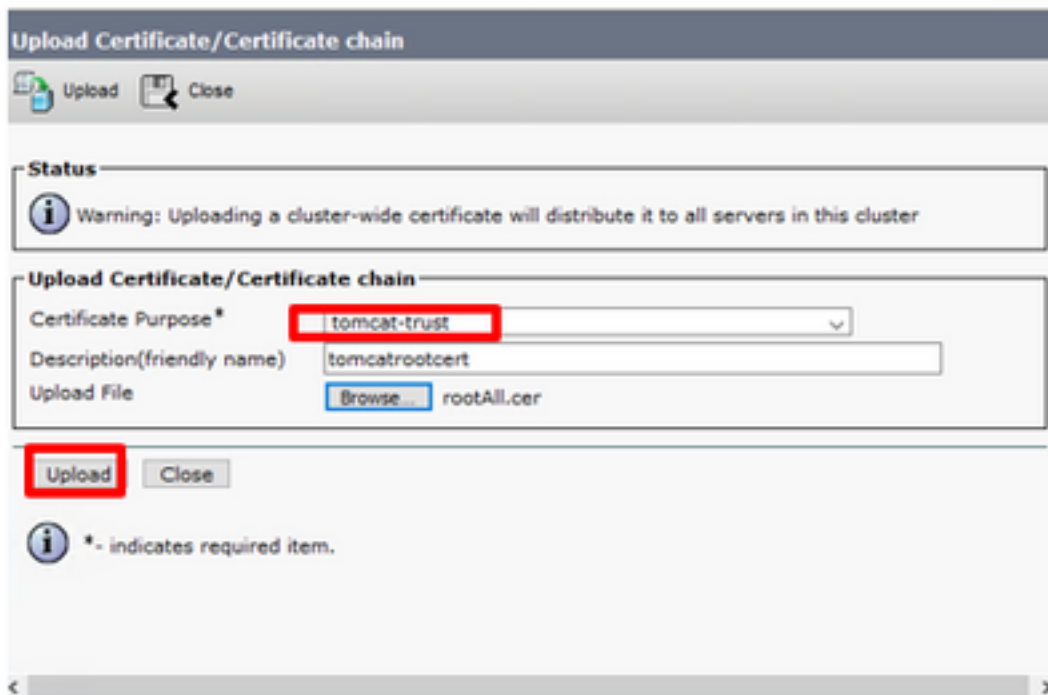 Upload Certificate/Certificate chain
Upload Close
Status
Warning: Uploading a cluster-wide certificate will distribute it to all servers in this cluster
Upload Certificate/Certificate chain
Certificate Purpose* tomcat-trust
Description(friendly name) tomcatrootcert
Upload File Browse... rootAll.cer
Upload Close
*- indicates required item.